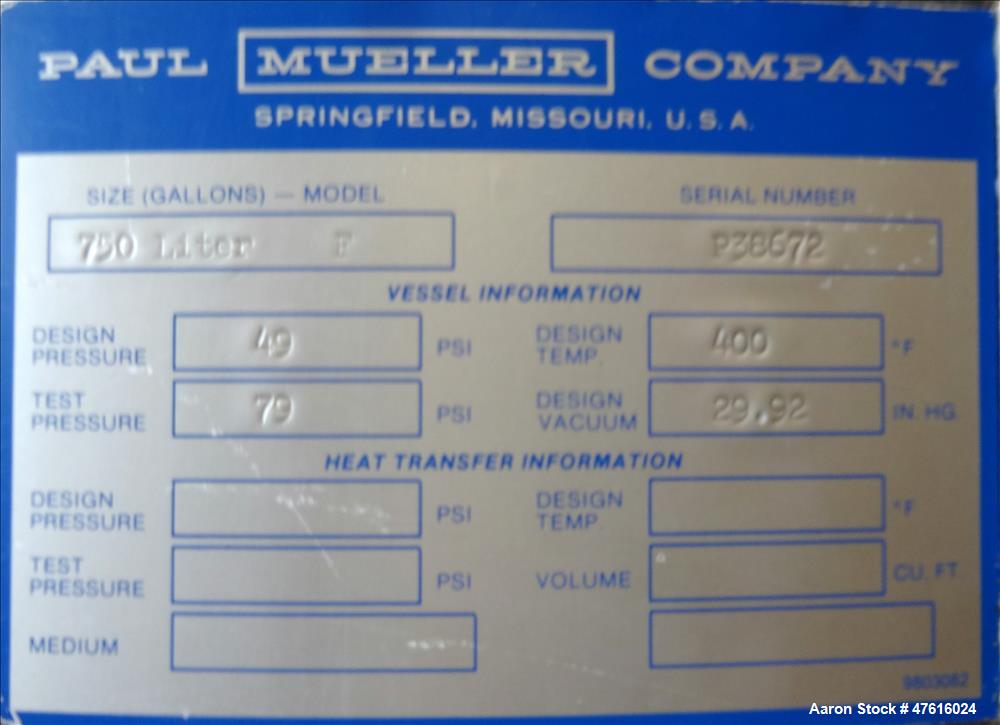 PAUL MUELLER COMPANY
SPRINGFIELD, MISSOURI, U.S.A.
SIZE (GALLONS) — MODEL SERIAL NUMBER
750 Liter F P38672
VESSEL INFORMATION
DESIGN PRESSURE 49 PSI DESIGN TEMP. 400 °F
TEST PRESSURE 79 PSI DESIGN VACUUM 29.92 IN. HG.
HEAT TRANSFER INFORMATION
DESIGN PRESSURE PSI DESIGN TEMP. °F
TEST PRESSURE PSI VOLUME CU. FT.
MEDIUM
9803062
Aaron Stock # 47616024